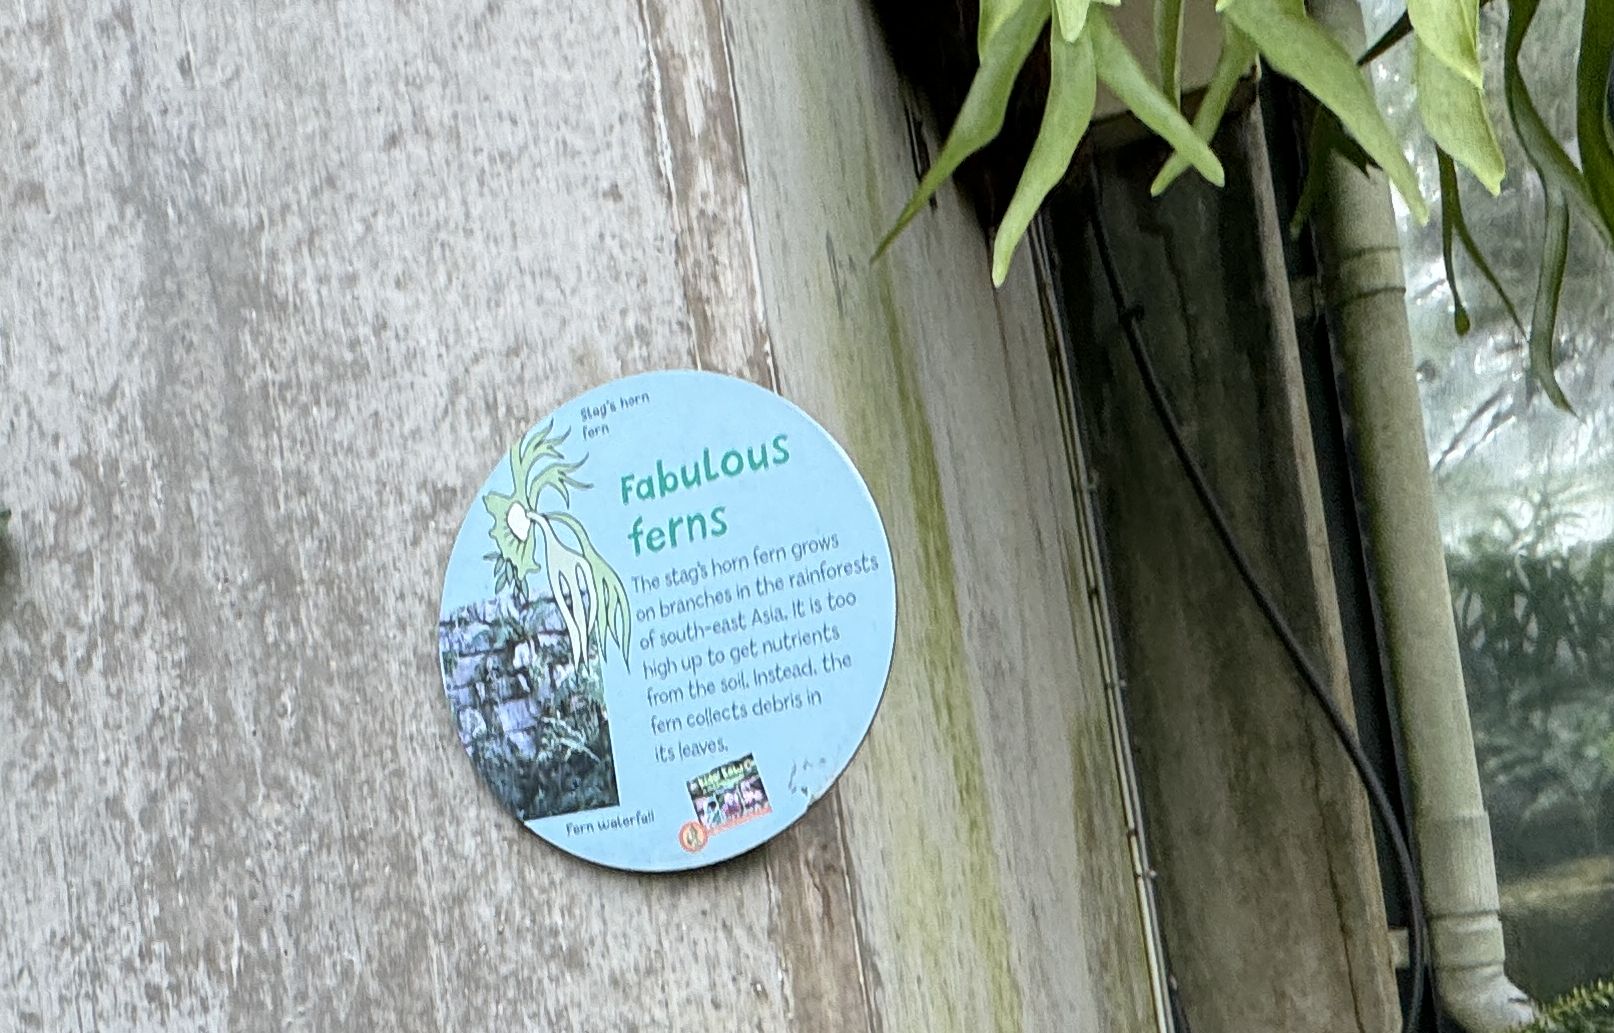 Stag's horn
fern
Fabulous
ferns
The stag's horn fern grows
on branches in the rainforests
of south-east Asia. It is too
high up to get nutrients
from the soil. Instead, the
fern collects debris in
its leaves.
Fern waterfall